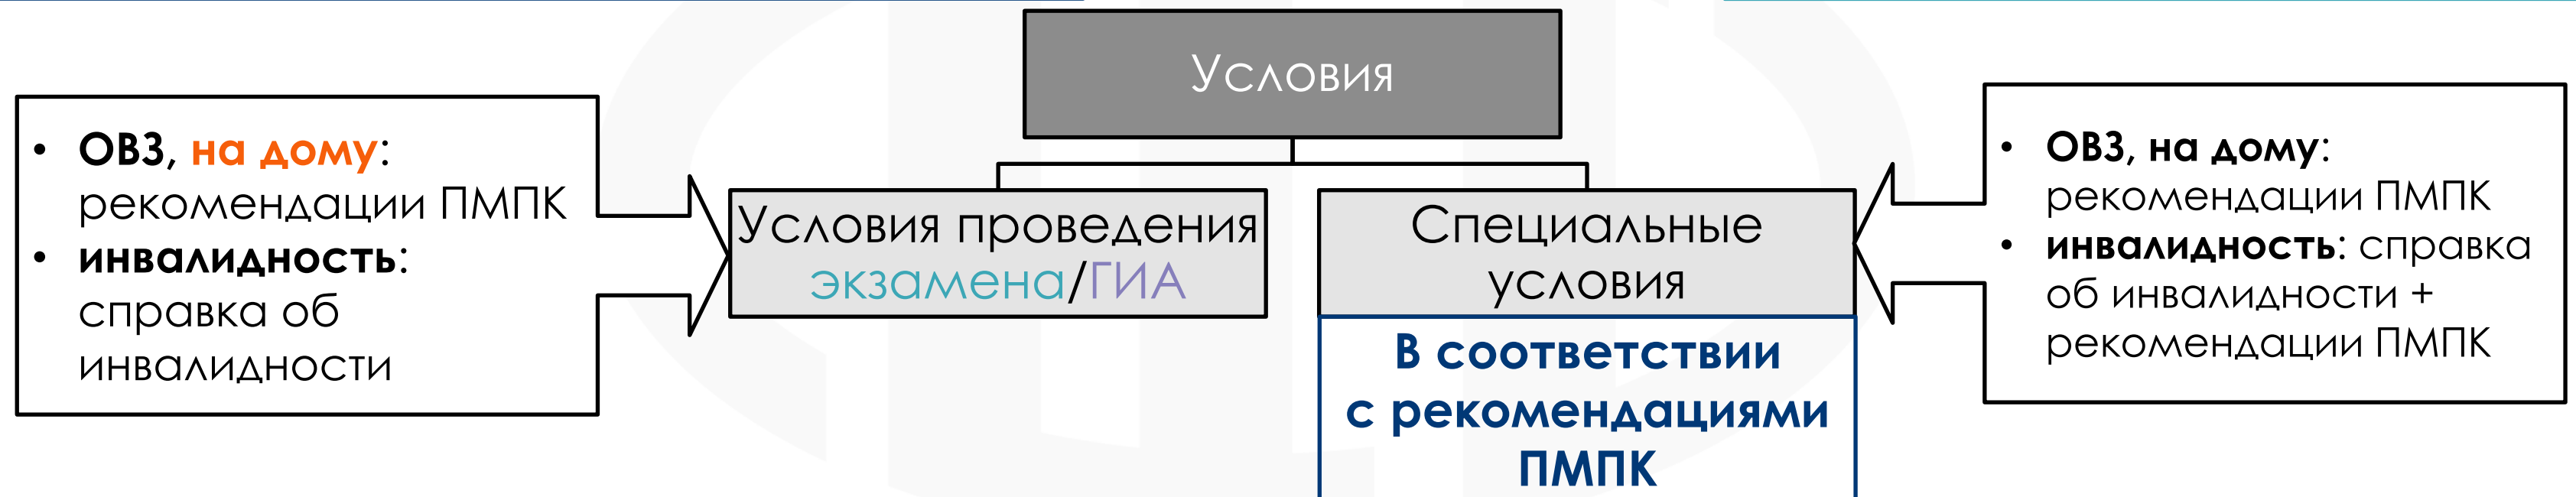 Условия
• ОВЗ, на дому:
рекомендации ПМПК
• инвалидность:
справка об
инвалидности
Условия проведения
экзамена/ГИА
Специальные
условия
В соответствии
с рекомендациями
ПМПК
• ОВЗ, на дому:
рекомендации ПМПК
• инвалидность: справка
об инвалидности +
рекомендации ПМПК